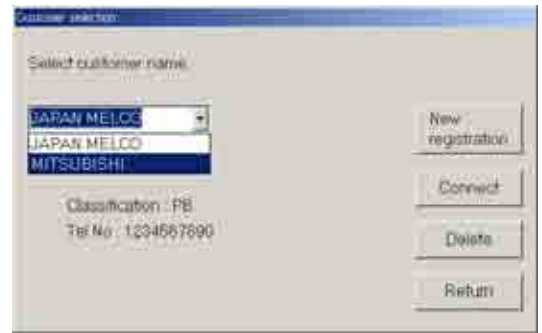 Customer selection
Select customer name.
JAPAN MELCO
JAPAN MELCO
MITSUBISHI
Classification : PB
Tel No : 1234567890
New
registration
Connect
Delete
Return